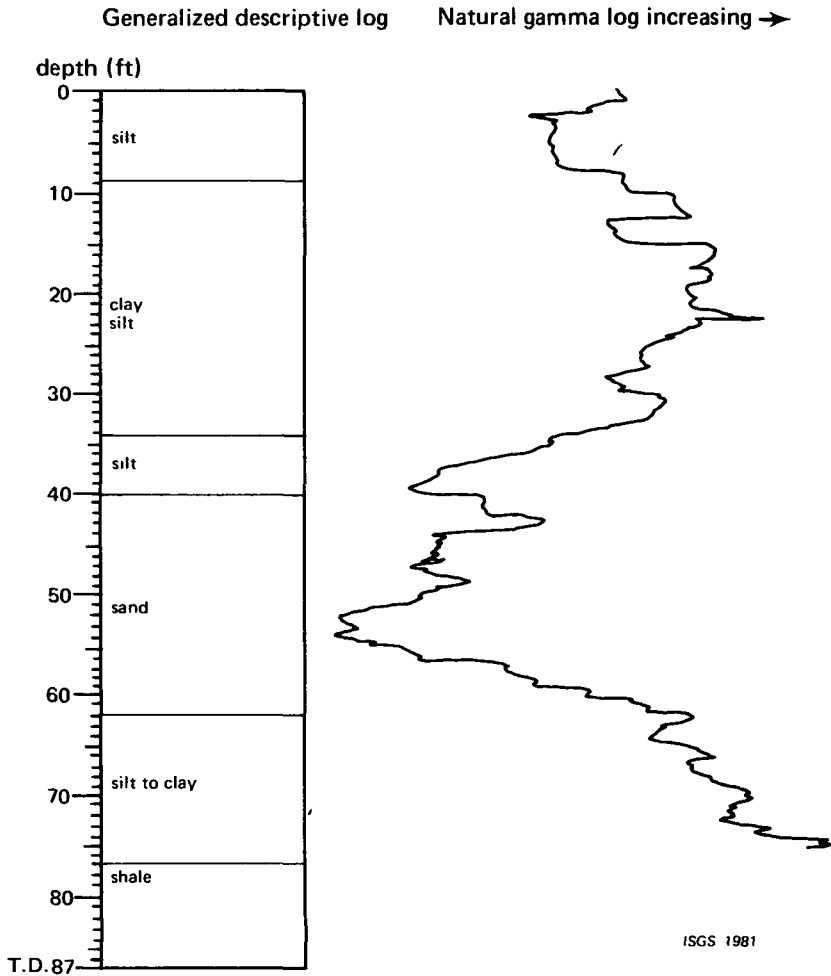 Generalized descriptive log
Natural gamma log increasing →
depth (ft)
0
silt
10
20
clay
silt
30
silt
40
50
sand
60
70
silt to clay
80
shale
T.D. 87
ISGS 1981